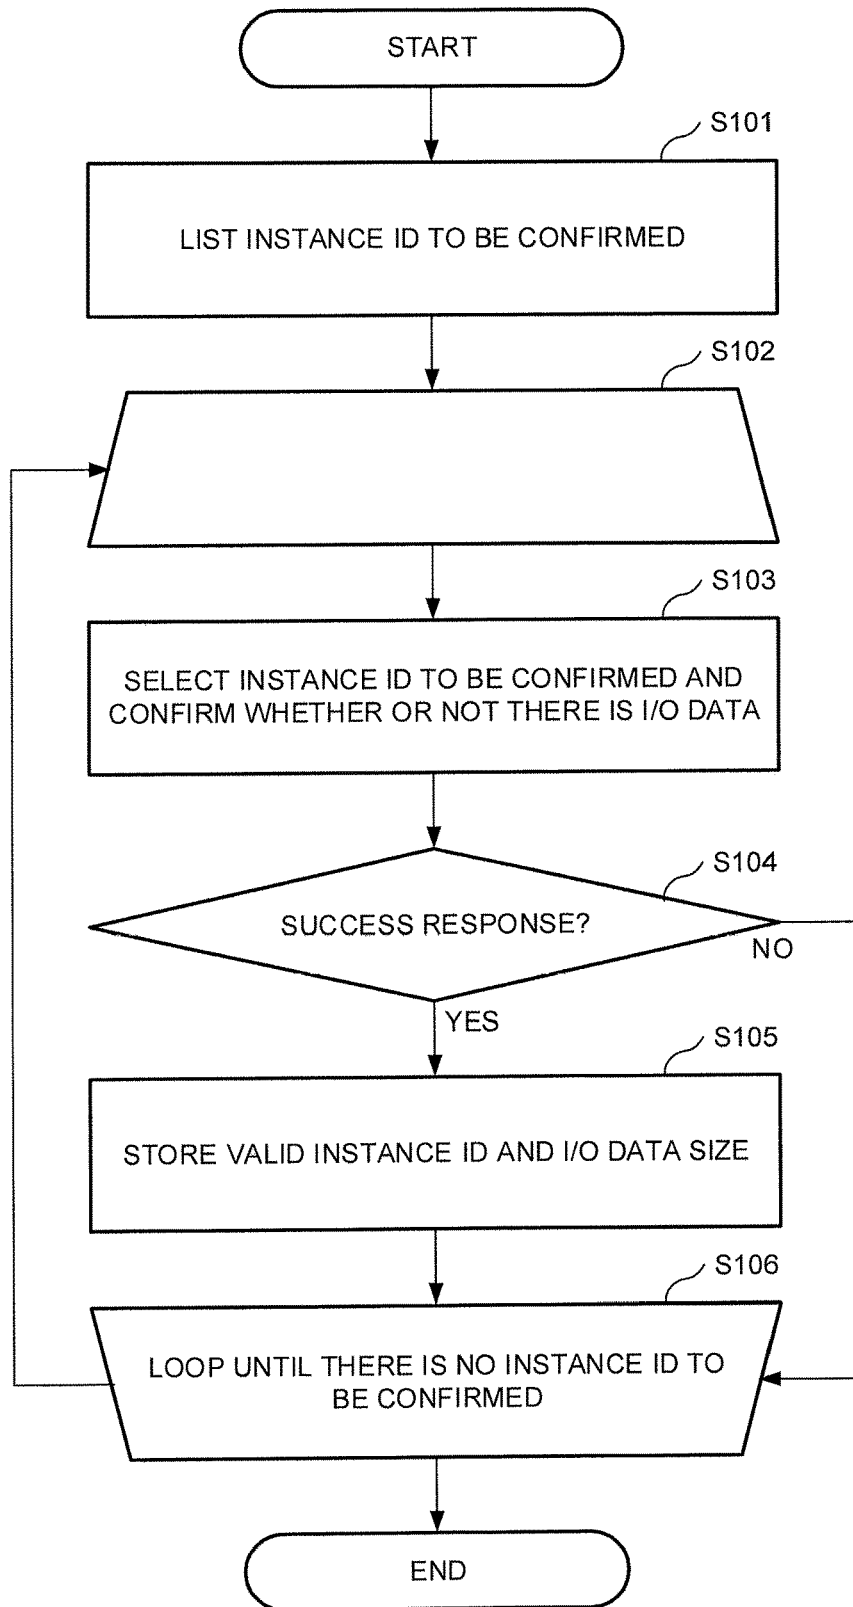 START
S101
LIST INSTANCE ID TO BE CONFIRMED
S102
S103
SELECT INSTANCE ID TO BE CONFIRMED AND
CONFIRM WHETHER OR NOT THERE IS I/O DATA
S104
SUCCESS RESPONSE?
NO
YES
S105
STORE VALID INSTANCE ID AND I/O DATA SIZE
S106
LOOP UNTIL THERE IS NO INSTANCE ID TO
BE CONFIRMED
END